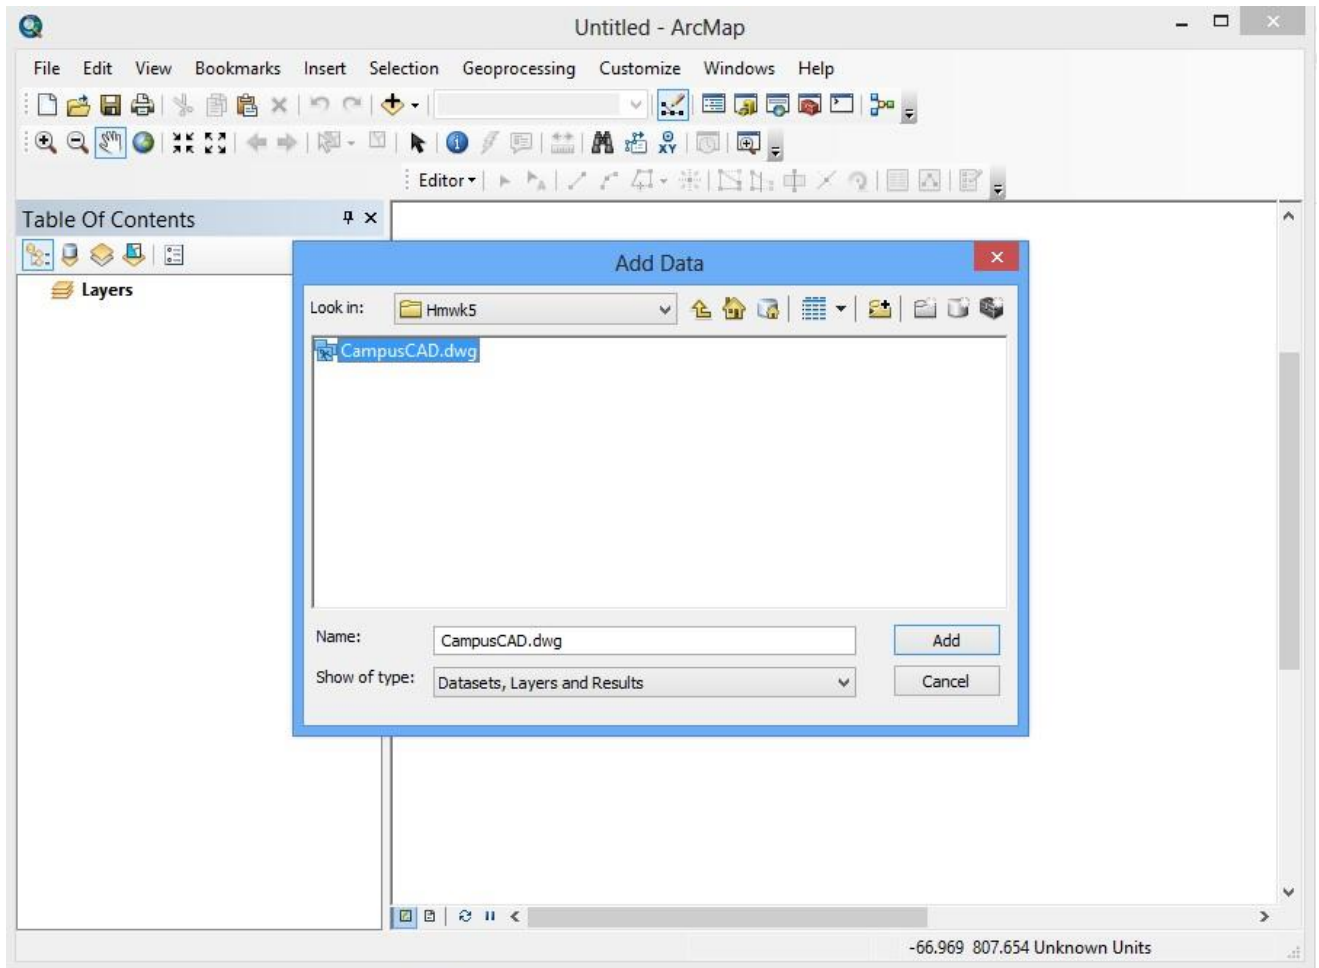 Untitled - ArcMap
File Edit View Bookmarks Insert Selection Geoprocessing Customize Windows Help
Editor
Table Of Contents
Layers
Add Data
Look in: Hmwk5
CampusCAD.dwg
Name: CampusCAD.dwg Add
Show of type: Datasets, Layers and Results Cancel
-66.969 807.654 Unknown Units